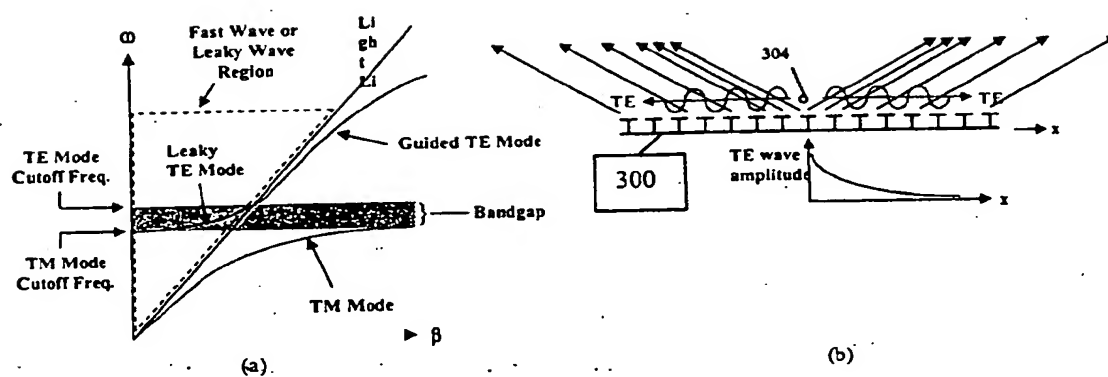 ω
Fast Wave or
Leaky Wave
Region
Li
gh
t
Li
Leaky
TE Mode
Guided TE Mode
TE Mode
Cutoff Freq.
Bandgap
TM Mode
Cutoff Freq.
TM Mode
β
(a)
304
TE
TE
x
300
TE wave
amplitude
x
(b)